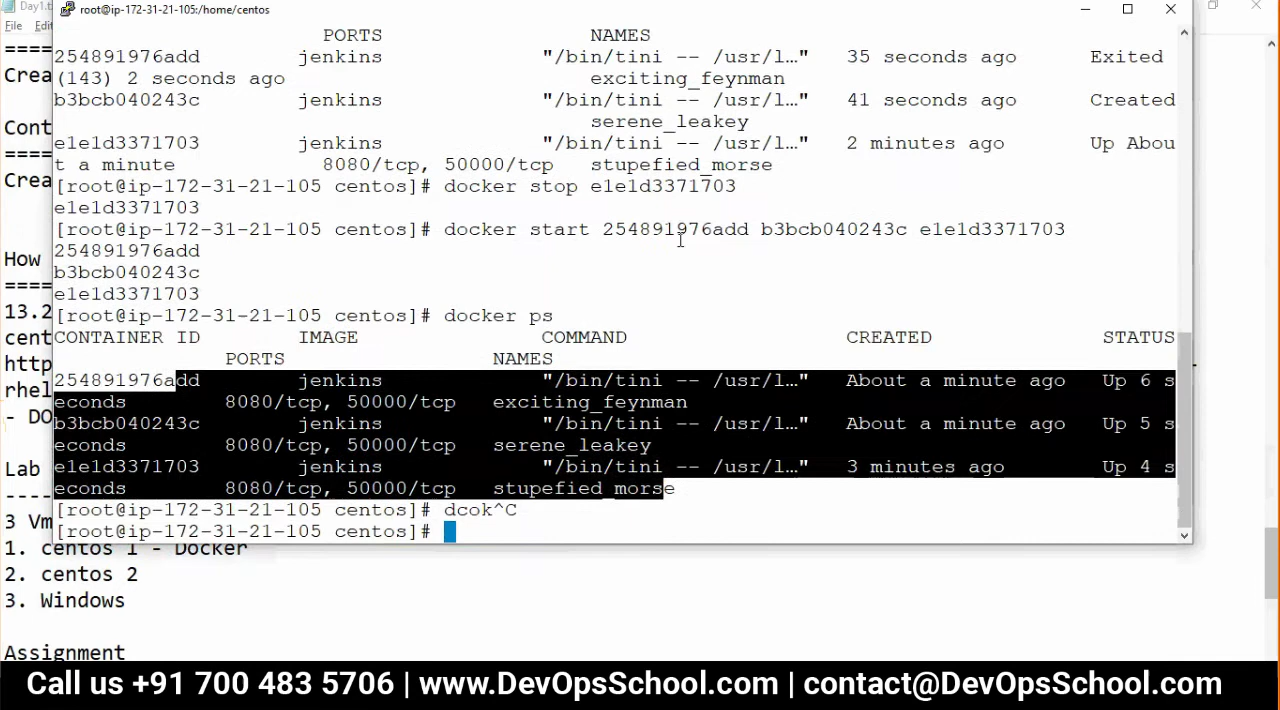 Day1.t
root@ip-172-31-21-105:/home/centos
File Edit
====
Crea
Cont
====
Crea
How
====
13.2
cent
http
rhel
- DO
Lab
----
3 Vm
PORTS NAMES
254891976add jenkins "/bin/tini -- /usr/l…" 35 seconds ago Exited
(143) 2 seconds ago exciting_feynman
b3bcb040243c jenkins "/bin/tini -- /usr/l…" 41 seconds ago Created
serene_leakey
e1e1d3371703 jenkins "/bin/tini -- /usr/l…" 2 minutes ago Up Abou
t a minute 8080/tcp, 50000/tcp stupefied_morse
[root@ip-172-31-21-105 centos]# docker stop e1e1d3371703
e1e1d3371703
[root@ip-172-31-21-105 centos]# docker start 254891976add b3bcb040243c e1e1d3371703
254891976add
b3bcb040243c
e1e1d3371703
[root@ip-172-31-21-105 centos]# docker ps
CONTAINER ID IMAGE COMMAND CREATED STATUS
PORTS NAMES
254891976add jenkins "/bin/tini -- /usr/l…" About a minute ago Up 6 s
econds 8080/tcp, 50000/tcp exciting_feynman
b3bcb040243c jenkins "/bin/tini -- /usr/l…" About a minute ago Up 5 s
econds 8080/tcp, 50000/tcp serene_leakey
e1e1d3371703 jenkins "/bin/tini -- /usr/l…" 3 minutes ago Up 4 s
econds 8080/tcp, 50000/tcp stupefied_morse
[root@ip-172-31-21-105 centos]# dcok^C
[root@ip-172-31-21-105 centos]#
1. centos 1 - Docker
2. centos 2
3. Windows
Assignment
Call us +91 700 483 5706 | www.DevOpsSchool.com | contact@DevOpsSchool.com